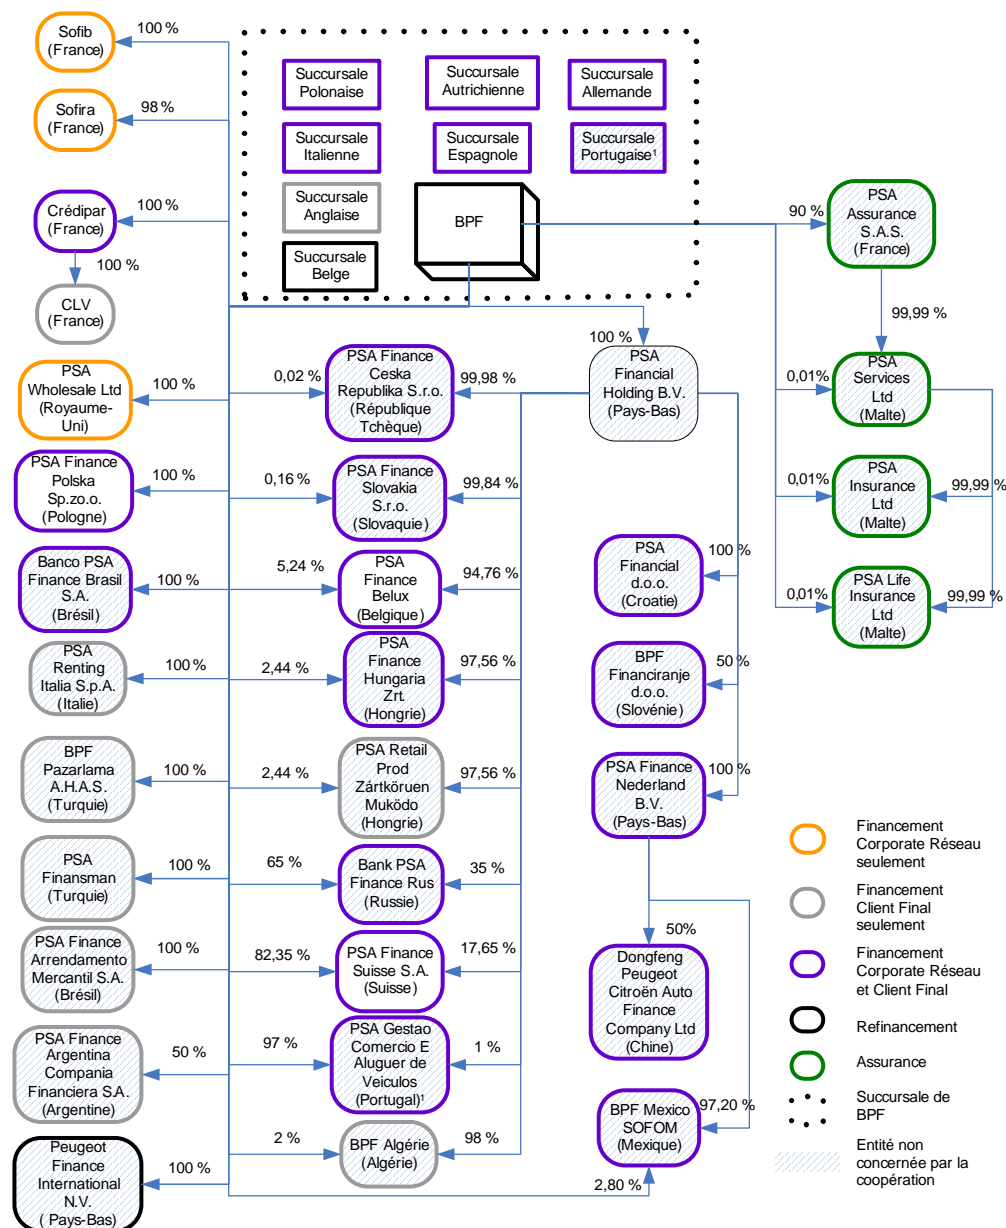 Sofib
(France)
100 %
Sofira
(France)
98 %
Crédipar
(France)
100 %
100 %
CLV
(France)
Succursale
Polonaise
Succursale
Autrichienne
Succursale
Allemande
Succursale
Italienne
Succursale
Espagnole
Succursale
Portugaise¹
Succursale
Anglaise
Succursale
Belge
BPF
90 %
PSA
Assurance
S.A.S.
(France)
99,99 %
0,01%
PSA
Services Ltd
(Malte)
0,01%
PSA
Insurance
Ltd
(Malte)
99,99 %
0,01%
PSA Life
Insurance
Ltd
(Malte)
99,99 %
100 %
PSA
Financial
Holding B.V.
(Pays-Bas)
PSA
Wholesale Ltd
(Royaume-
Uni)
100 %
0,02%
PSA Finance
Ceska
Republika S.r.o.
(République
Tchèque)
99,98%
PSA Finance
Polska
Sp.zo.o.
(Pologne)
100 %
0,16 %
PSA Finance
Slovakia
S.r.o.
(Slovaquie)
99,84 %
Banco PSA
Finance Brasil
S.A.
(Brésil)
100 %
5,24 %
PSA
Finance
Belux
(Belgique)
94,76 %
PSA
Renting
Italia S.p.A.
(Italie)
100 %
2,44 %
PSA
Finance
Hungaria
Zrt.
(Hongrie)
97,56 %
BPF
Pazarlama
A.H.A.S.
(Turquie)
100 %
2,44 %
PSA Retail
Prod
Zártköruen
Muködo
(Hongrie)
97,56 %
PSA
Finansman
(Turquie)
100 %
65 %
Bank PSA
Finance Rus
(Russie)
35 %
PSA Finance
Arrendamento
Mercantil S.A.
(Brésil)
100 %
82,35 %
PSA Finance
Suisse S.A.
(Suisse)
17,65 %
PSA Finance
Argentina
Compania
Financiera S.A.
(Argentine)
50 %
97 %
PSA Gestao
Comercio E
Aluguer de
Veiculos
(Portugal)¹
1 %
Peugeot
Finance
International
N.V.
( Pays-Bas)
100 %
2 %
BPF Algérie
(Algérie)
98 %
PSA
Financial
d.o.o.
(Croatie)
100 %
BPF
Financiranje
d.o.o.
(Slovénie)
50 %
PSA Finance
Nederland
B.V.
(Pays-Bas)
100 %
50%
Dongfeng
Peugeot
Citroën Auto
Finance
Company Ltd
(Chine)
BPF Mexico
SOFOM
(Mexique)
97,20 %
2,80 %
Financement
Corporate Réseau
seulement
Financement
Client Final
seulement
Financement
Corporate Réseau
et Client Final
Refinancement
Assurance
Succursale de
BPF
Entité non
concernée par la
coopération